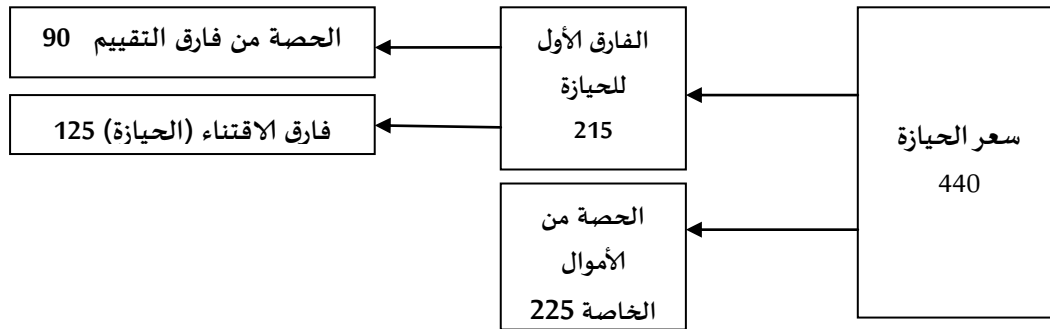 سعر الحيازة
440
الفارق الأول
للحيازة
215
الحصة من
الأموال
الخاصة 225
الحصة من فارق التقييم 90
فارق الاقتناء (الحيازة) 125